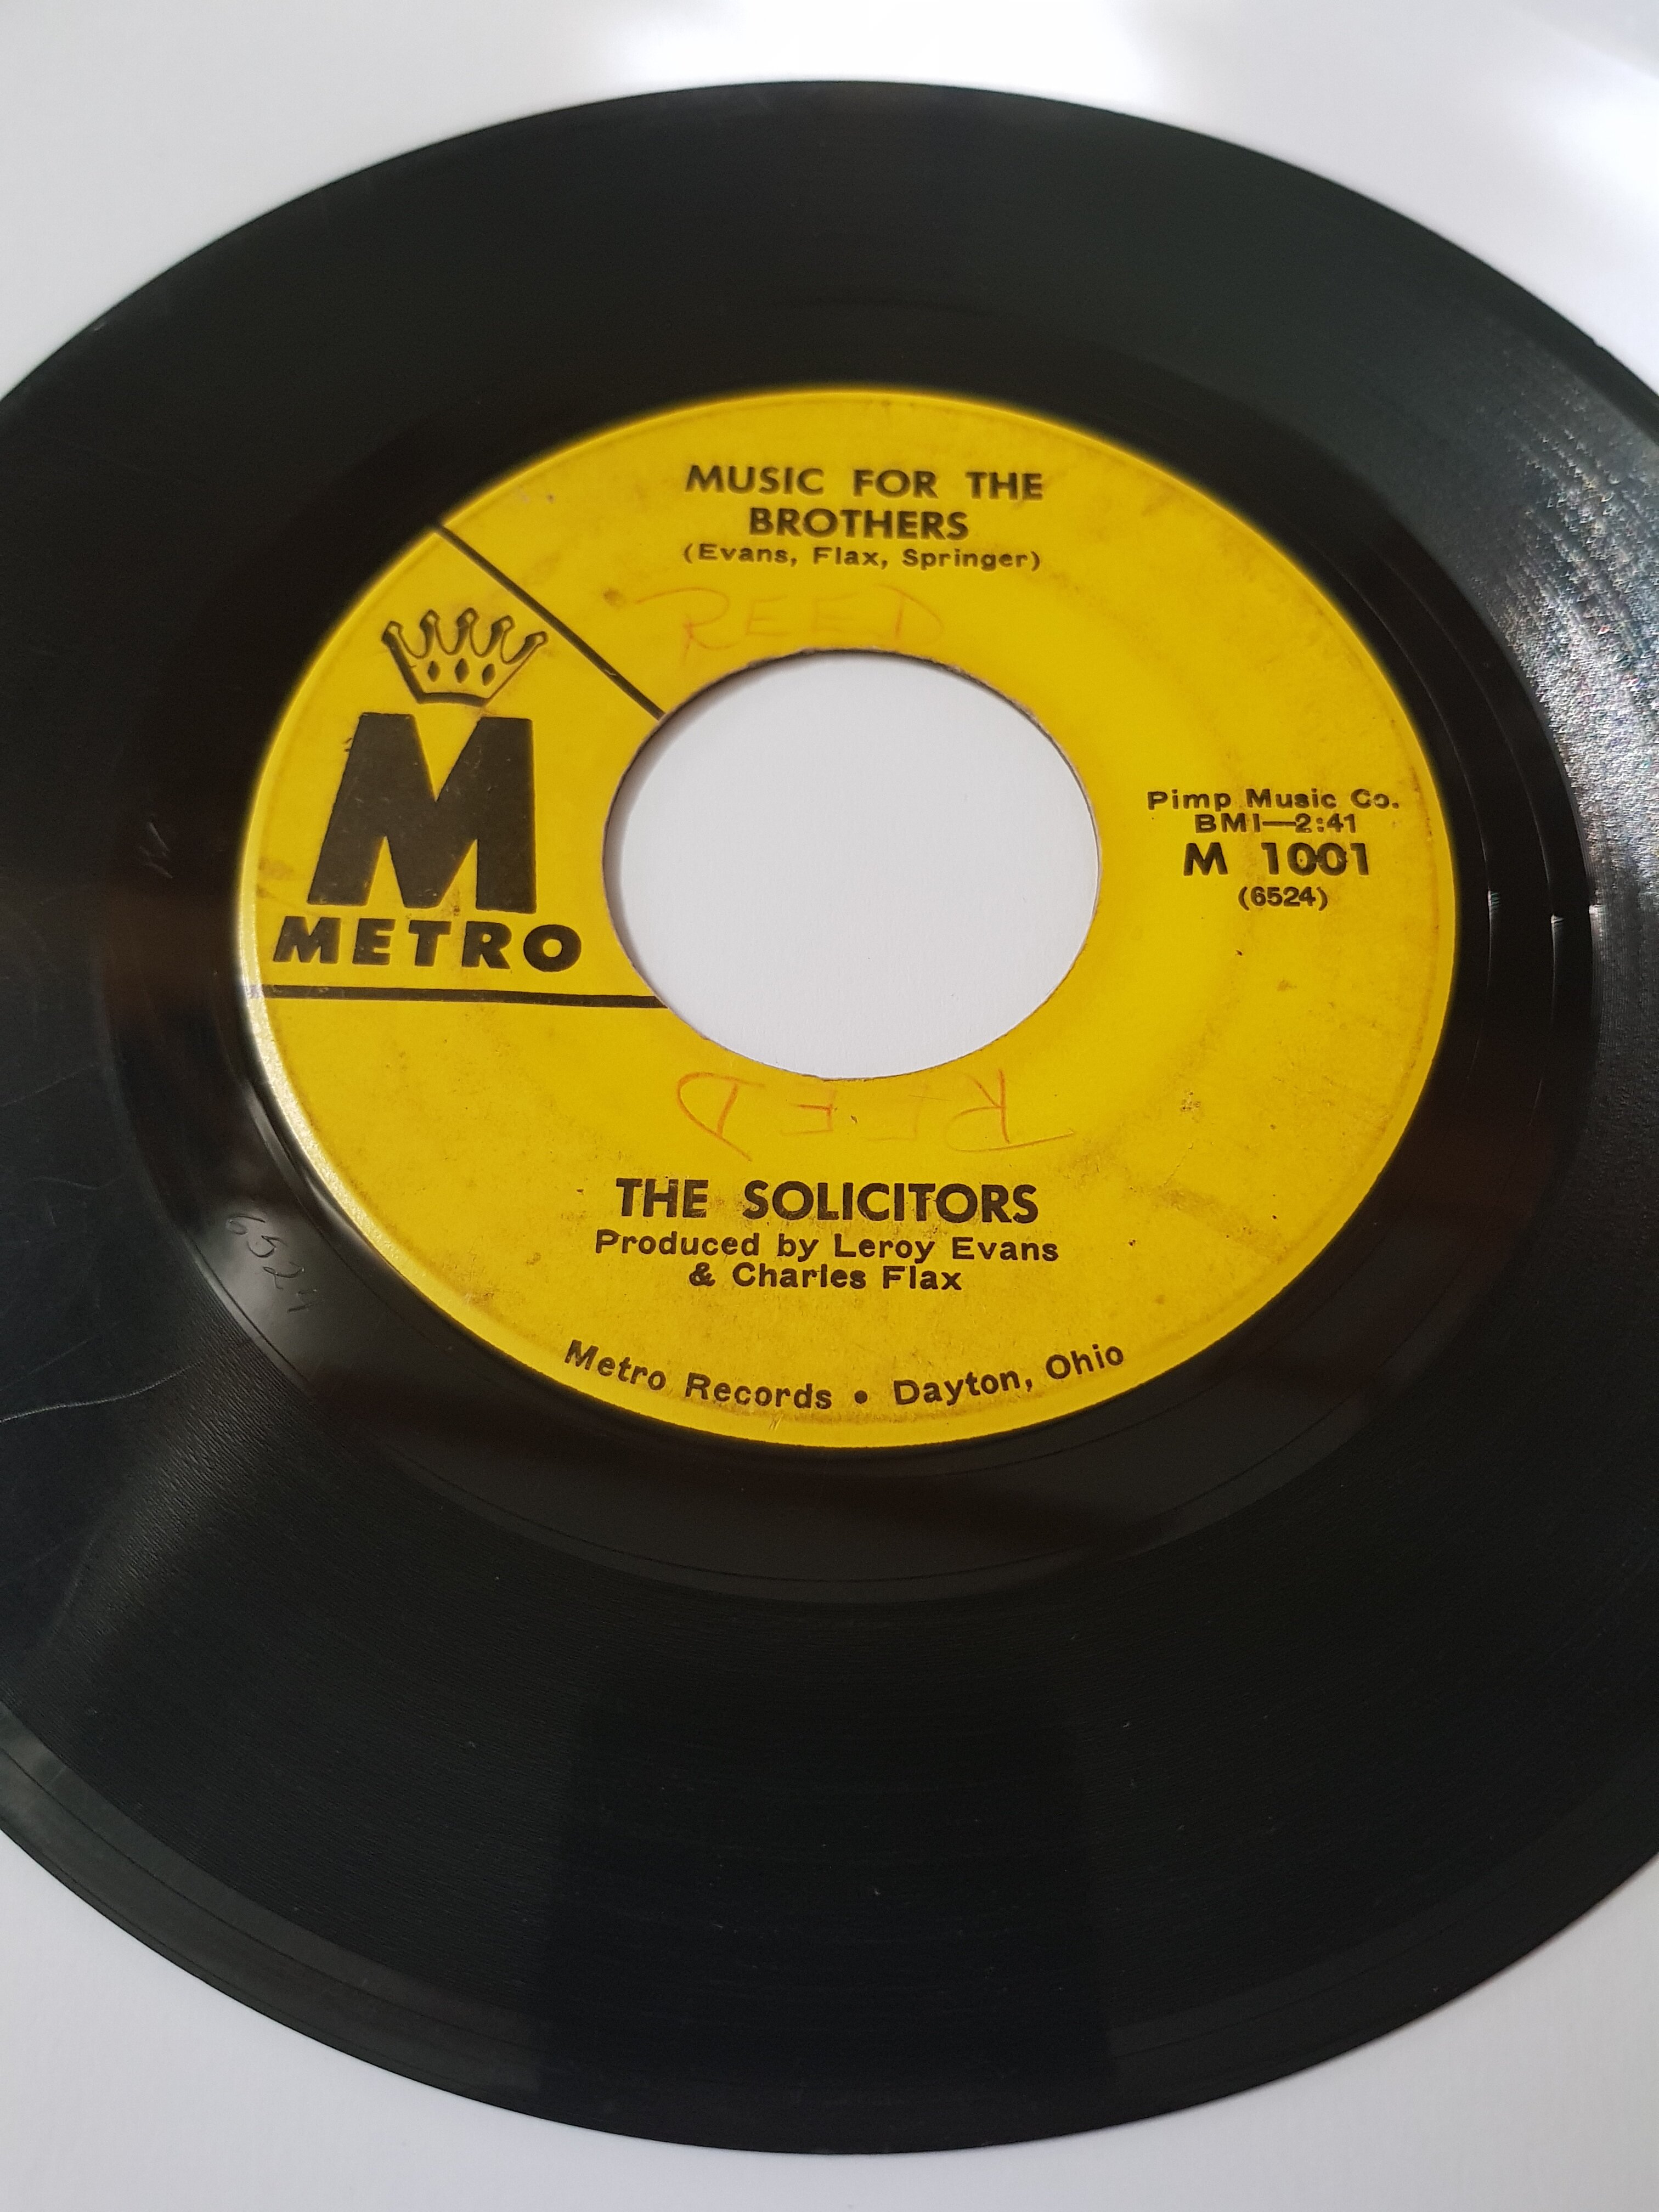 MUSIC FOR THE
BROTHERS
(Evans, Flax, Springer)
REED
M
METRO
Pimp Music Co.
BMI—2:41
M 1001
(6524)
REED
THE SOLICITORS
Produced by Leroy Evans
& Charles Flax
Metro Records • Dayton, Ohio
6524